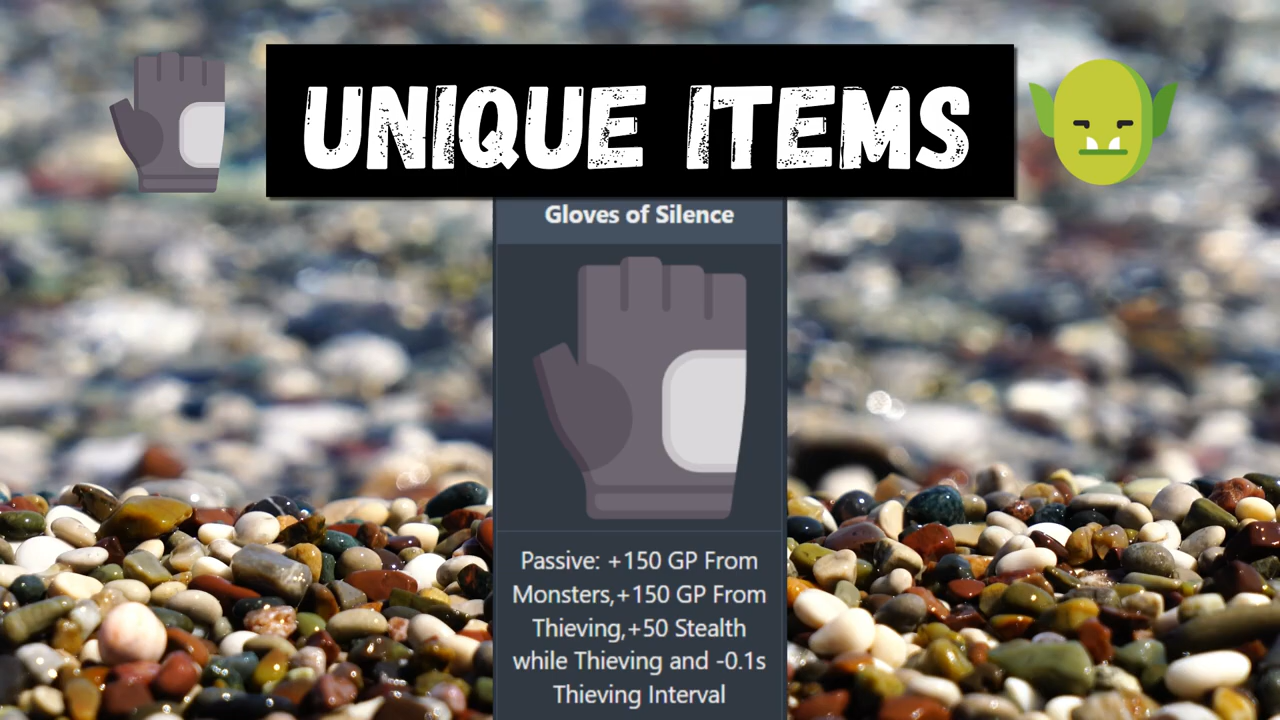 UNIQUE ITEMS
Gloves of Silence
Passive: +150 GP From
Monsters,+150 GP From
Thieving,+50 Stealth
while Thieving and -0.1s
Thieving Interval